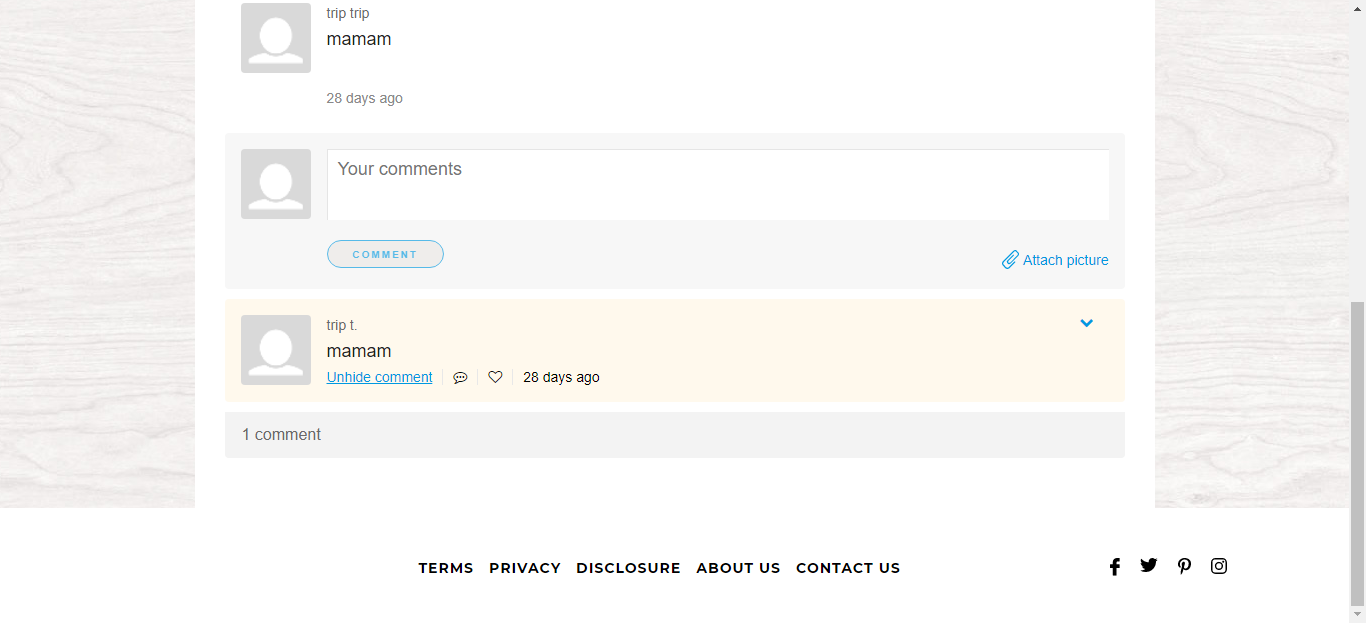 trip trip
mamam
28 days ago
Your comments
COMMENT
Attach picture
trip t.
mamam
Unhide comment 28 days ago
1 comment
TERMS PRIVACY DISCLOSURE ABOUT US CONTACT US